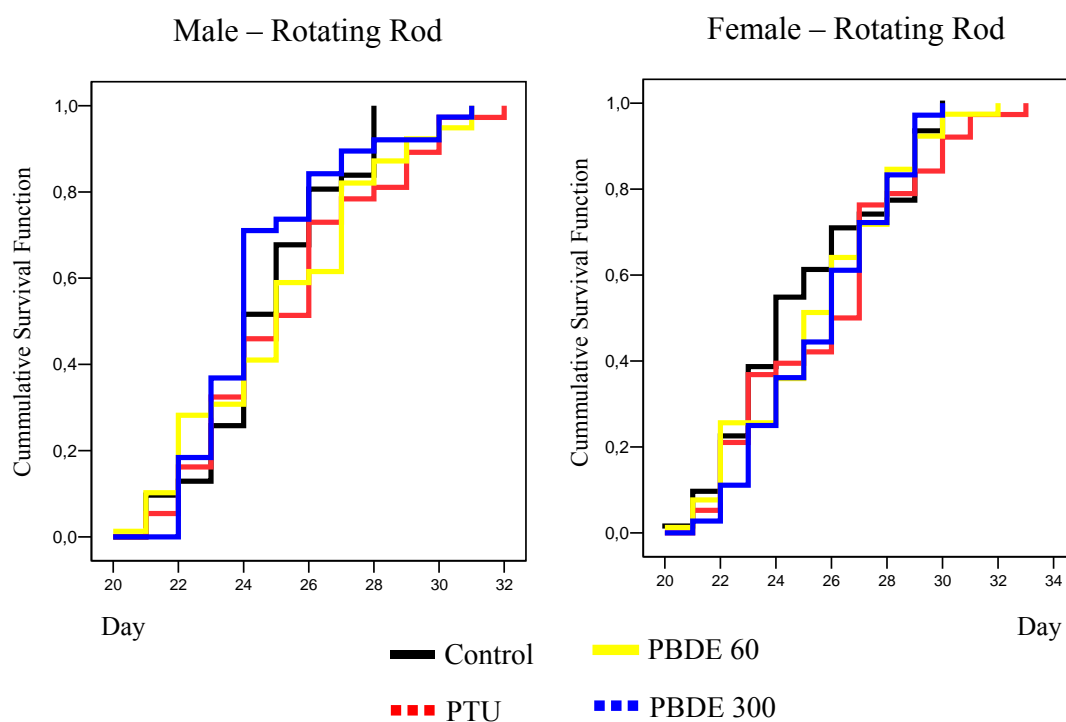 Male – Rotating Rod
Cummulative Survival Function
1,0
0,8
0,6
0,4
0,2
0,0
20 22 24 26 28 30 32
Day
Female – Rotating Rod
Cummulative Survival Function
1,0
0,8
0,6
0,4
0,2
0,0
20 22 24 26 28 30 32 34
Day
Control
PBDE 60
PTU
PBDE 300